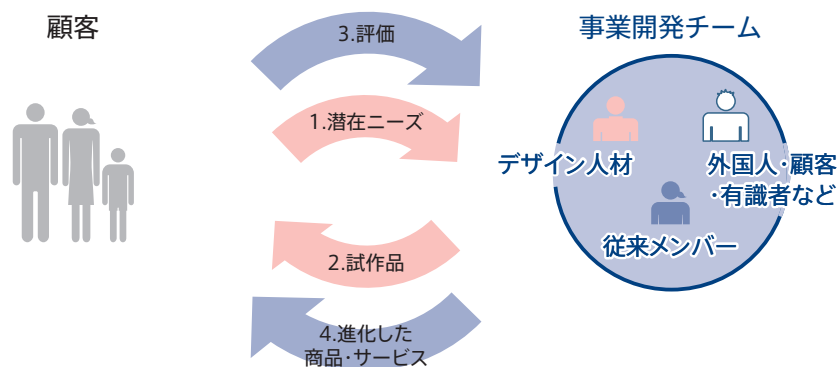 顧客
3.評価
事業開発チーム
1.潜在ニーズ
デザイン人材
外国人・顧客
・有識者など
従来メンバー
2.試作品
4.進化した
商品・サービス